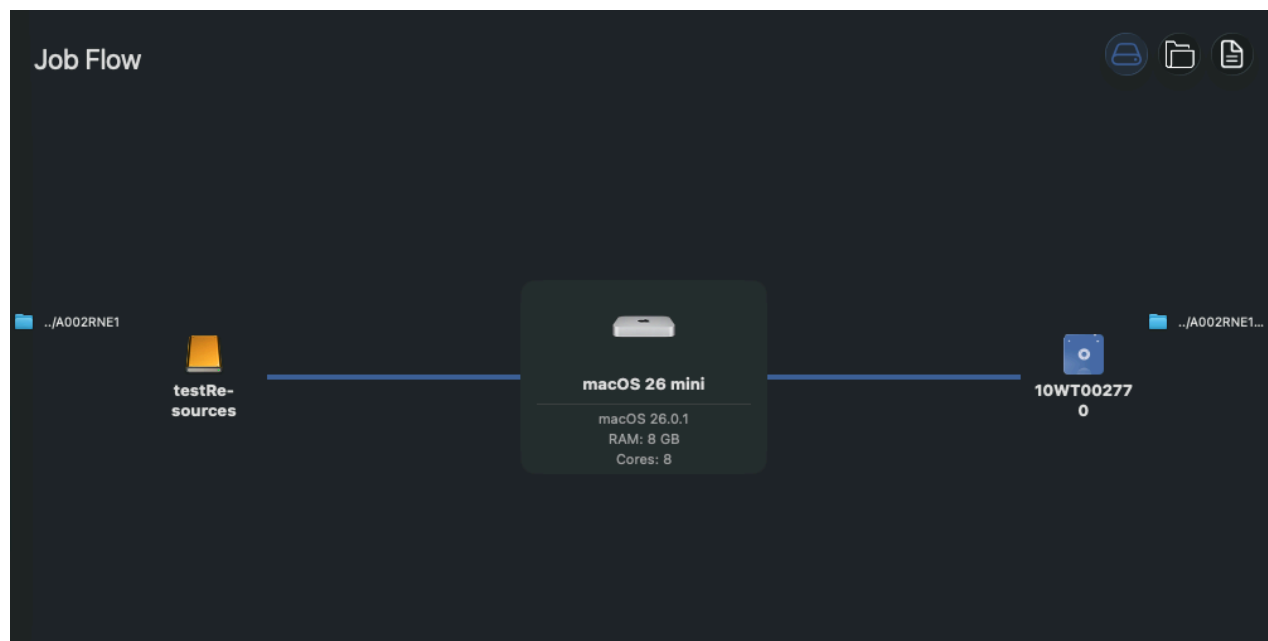 Job Flow
../A002RNE1
testRe-
sources
macOS 26 mini
macOS 26.0.1
RAM: 8 GB
Cores: 8
../A002RNE1...
10WT00277
0